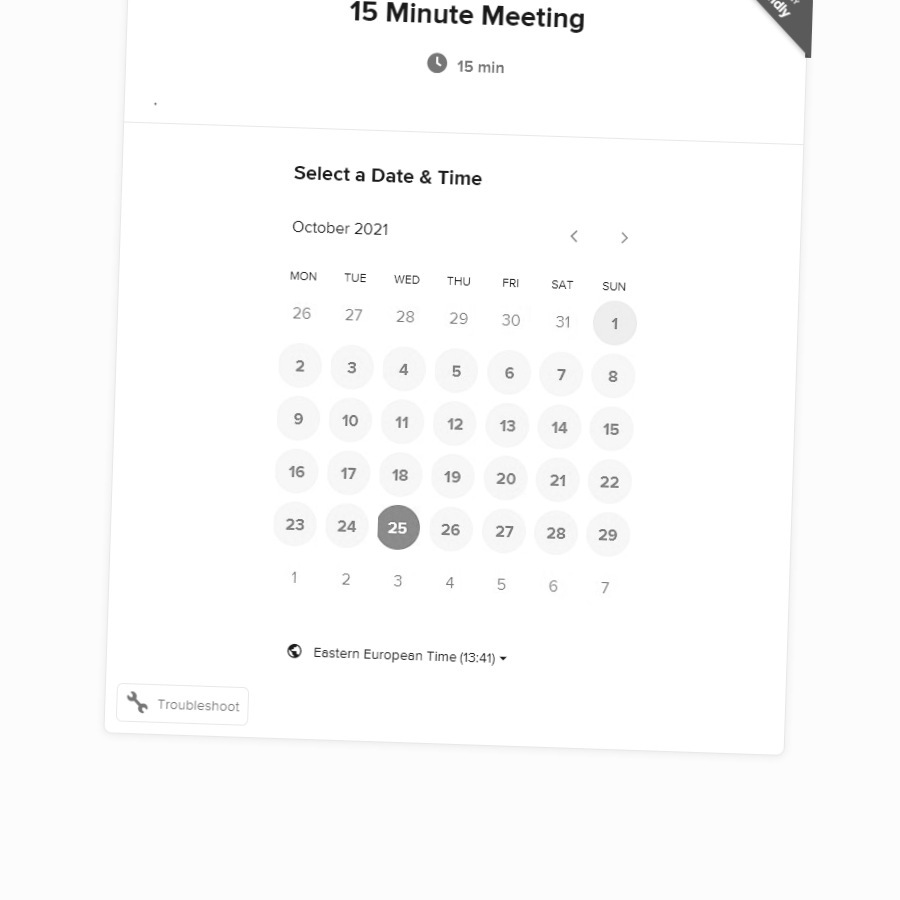 15 Minute Meeting
15 min
.
Select a Date & Time
October 2021
MON TUE WED THU FRI SAT SUN
26 27 28 29 30 31 1
2 3 4 5 6 7 8
9 10 11 12 13 14 15
16 17 18 19 20 21 22
23 24 25 26 27 28 29
1 2 3 4 5 6 7
Eastern European Time (13:41)
Troubleshoot